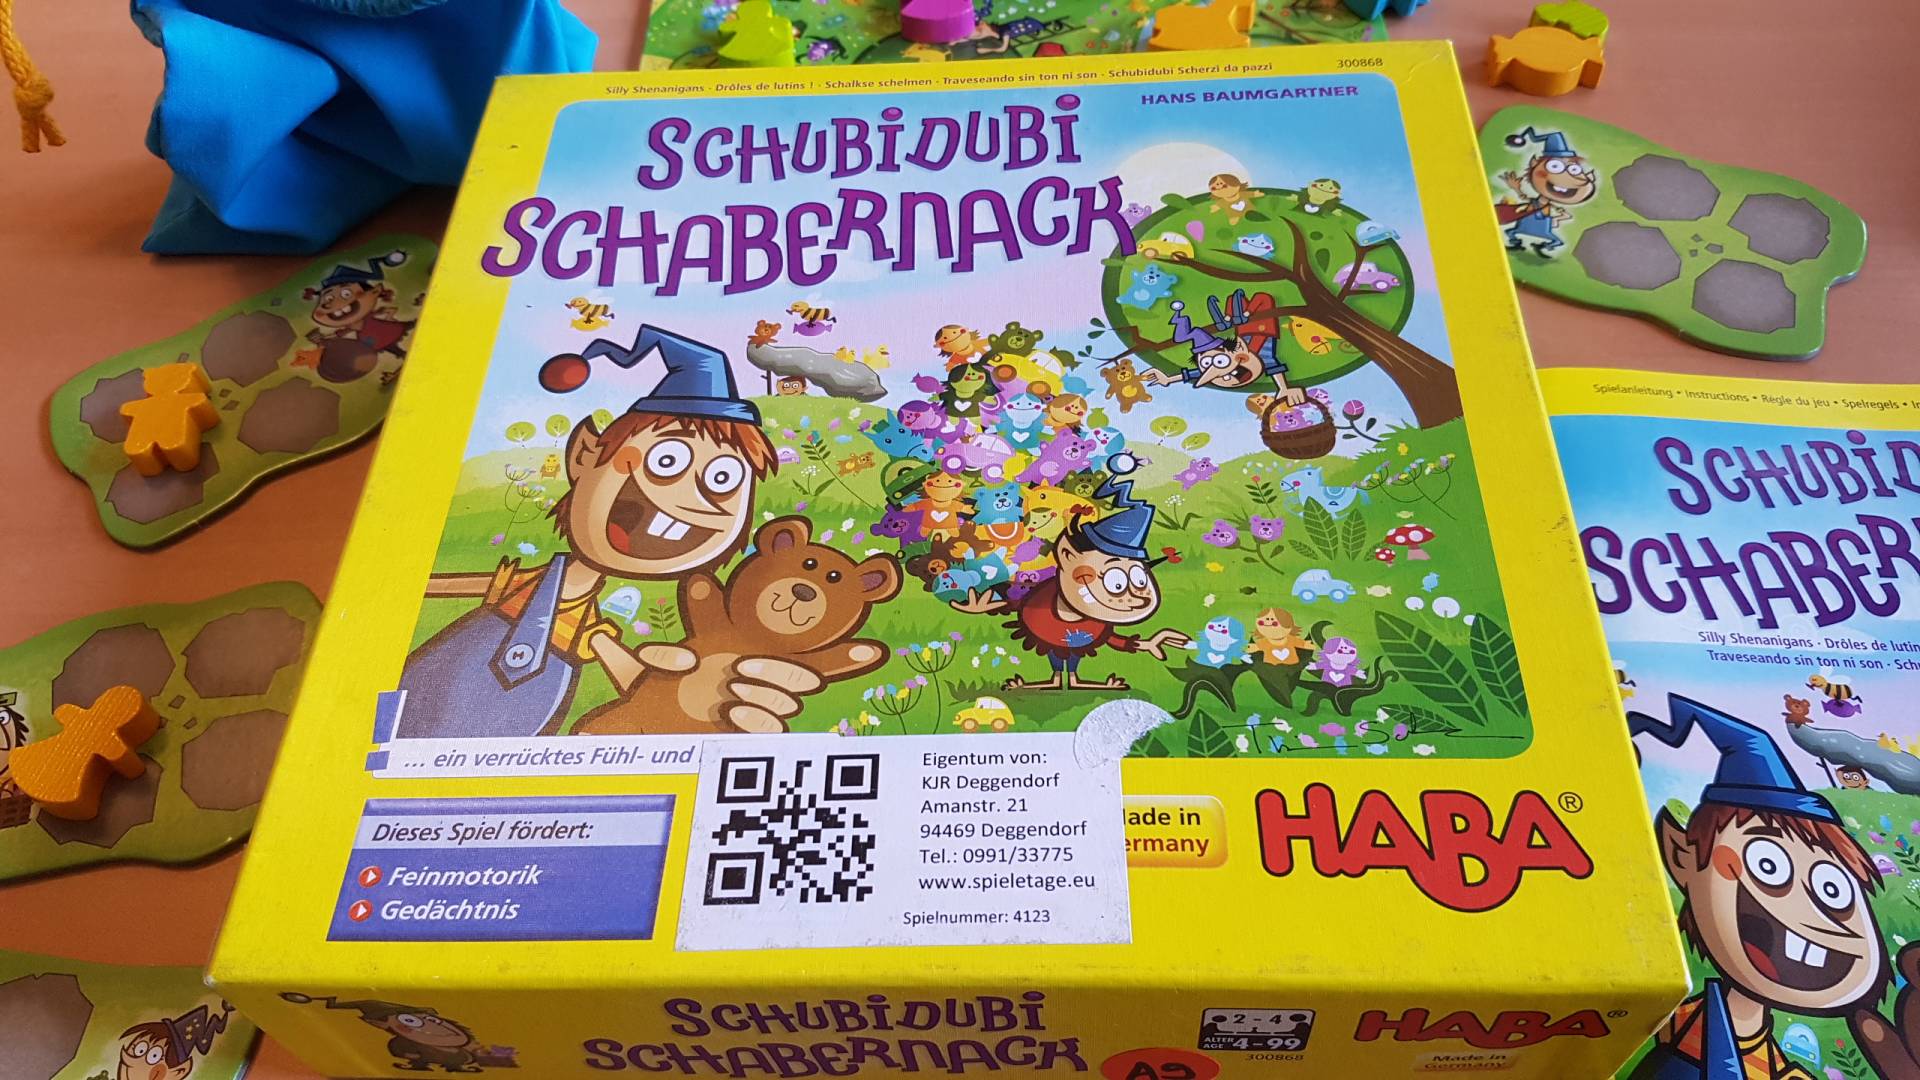 Silly Shenanigans · Drôles de lutins ! · Schalkse schelmen · Traveseando sin ton ni son · Schubidubi Scherzi da pazzi
300868
HANS BAUMGARTNER
SCHUBiDUBi
SCHABERNACK
... ein verrücktes Fühl- und
Dieses Spiel fördert:
Feinmotorik
Gedächtnis
Eigentum von:
KJR Deggendorf
Amanstr. 21
94469 Deggendorf
Tel.: 0991/33775
www.spieletage.eu
Spielnummer: 4123
ade in
ermany
HABA®
SCHUBiDUBi
SCHABERNACK
2 - 4
ALTER
AGE 4-99
300868
A9
HABA®
Made in
Germany
Spielanleitung • Instructions • Règle du jeu • Spelregels •
SCHUBiD
SCHABER
Silly Shenanigans · Drôles de lutin
Traveseando sin ton ni son · Sch